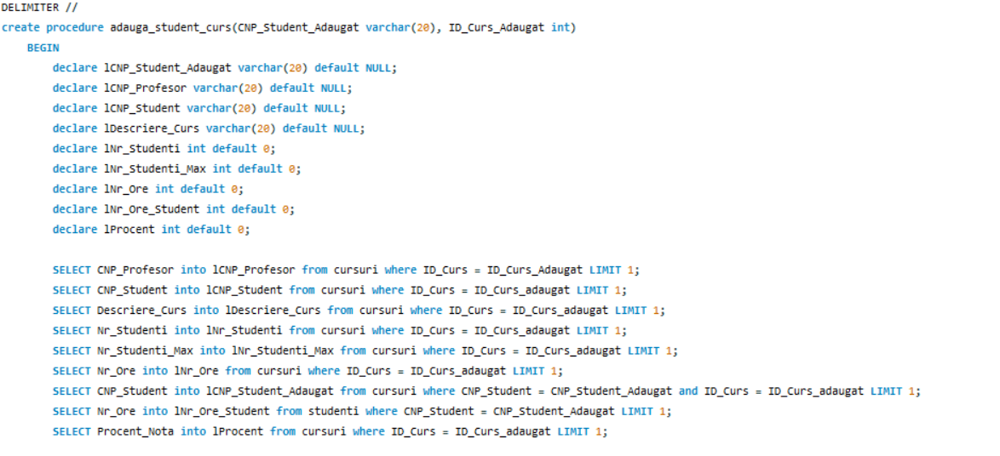 DELIMITER //
create procedure adauga_student_curs(CNP_Student_Adaugat varchar(20), ID_Curs_Adaugat int)
BEGIN
declare lCNP_Student_Adaugat varchar(20) default NULL;
declare lCNP_Profesor varchar(20) default NULL;
declare lCNP_Student varchar(20) default NULL;
declare lDescriere_Curs varchar(20) default NULL;
declare lNr_Studenti int default 0;
declare lNr_Studenti_Max int default 0;
declare lNr_Ore int default 0;
declare lNr_Ore_Student int default 0;
declare lProcent int default 0;
SELECT CNP_Profesor into lCNP_Profesor from cursuri where ID_Curs = ID_Curs_Adaugat LIMIT 1;
SELECT CNP_Student into lCNP_Student from cursuri where ID_Curs = ID_Curs_adaugat LIMIT 1;
SELECT Descriere_Curs into lDescriere_Curs from cursuri where ID_Curs = ID_Curs_adaugat LIMIT 1;
SELECT Nr_Studenti into lNr_Studenti from cursuri where ID_Curs = ID_Curs_adaugat LIMIT 1;
SELECT Nr_Studenti_Max into lNr_Studenti_Max from cursuri where ID_Curs = ID_Curs_adaugat LIMIT 1;
SELECT Nr_Ore into lNr_Ore from cursuri where ID_Curs = ID_Curs_adaugat LIMIT 1;
SELECT CNP_Student into lCNP_Student_Adaugat from cursuri where CNP_Student = CNP_Student_Adaugat and ID_Curs = ID_Curs_adaugat LIMIT 1;
SELECT Nr_Ore into lNr_Ore_Student from studenti where CNP_Student = CNP_Student_Adaugat LIMIT 1;
SELECT Procent_Nota into lProcent from cursuri where ID_Curs = ID_Curs_adaugat LIMIT 1;